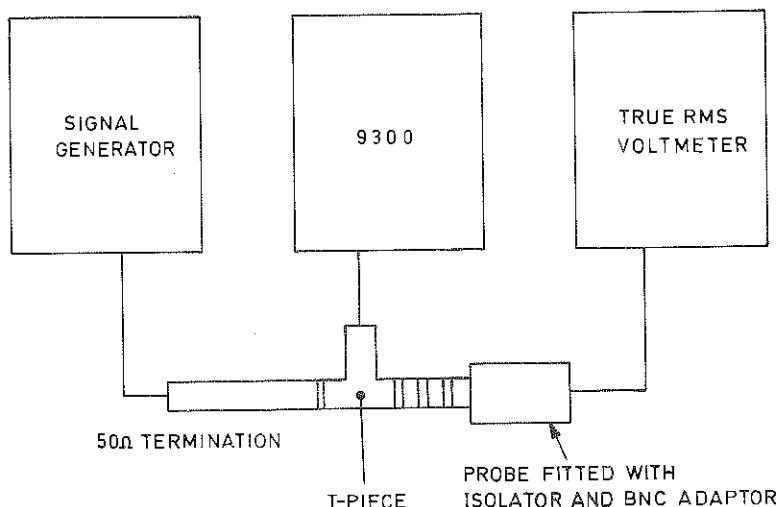 SIGNAL
GENERATOR
9300
TRUE RMS
VOLTMETER
50Ω TERMINATION
T-PIECE
PROBE FITTED WITH
ISOLATOR AND BNC ADAPTOR